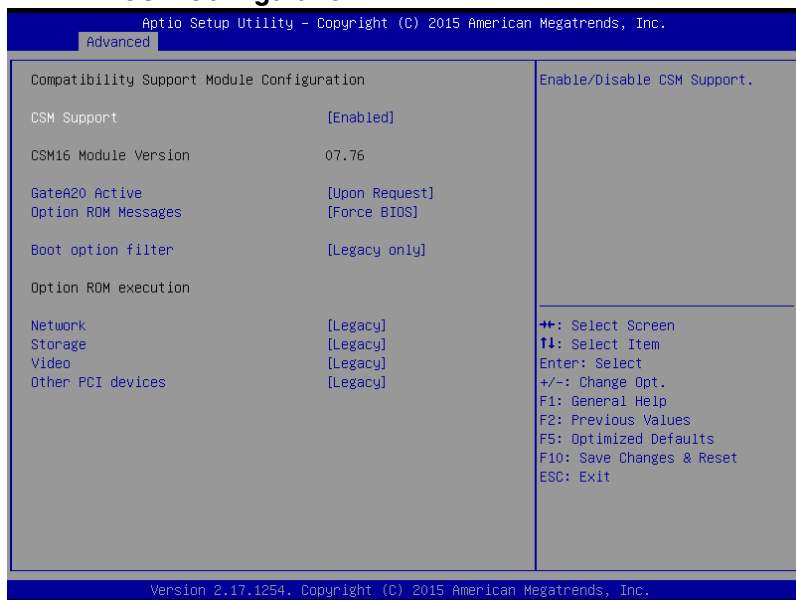 Aptio Setup Utility – Copyright (C) 2015 American Megatrends, Inc.
Advanced
Compatibility Support Module Configuration
CSM Support [Enabled]
CSM16 Module Version 07.76
GateA20 Active [Upon Request]
Option ROM Messages [Force BIOS]
Boot option filter [Legacy only]
Option ROM execution
Network [Legacy]
Storage [Legacy]
Video [Legacy]
Other PCI devices [Legacy]
Enable/Disable CSM Support.
→←: Select Screen
↑↓: Select Item
Enter: Select
+/-: Change Opt.
F1: General Help
F2: Previous Values
F5: Optimized Defaults
F10: Save Changes & Reset
ESC: Exit
Version 2.17.1254. Copyright (C) 2015 American Megatrends, Inc.